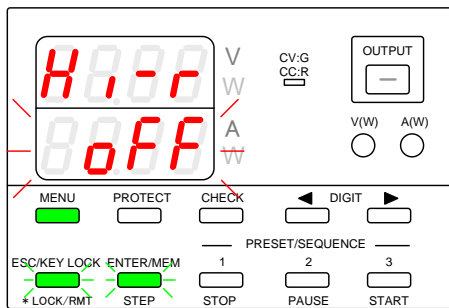 V
OUTPUT
Hi-r
CV:G
W
CC:R
V(W) A(W)
A
oFF
W
MENU PROTECT CHECK ◀ DIGIT ▶
PRESET/SEQUENCE
ESC/KEY LOCK ENTER/MEM 1 2 3
*LOCK/RMT STEP STOP PAUSE START